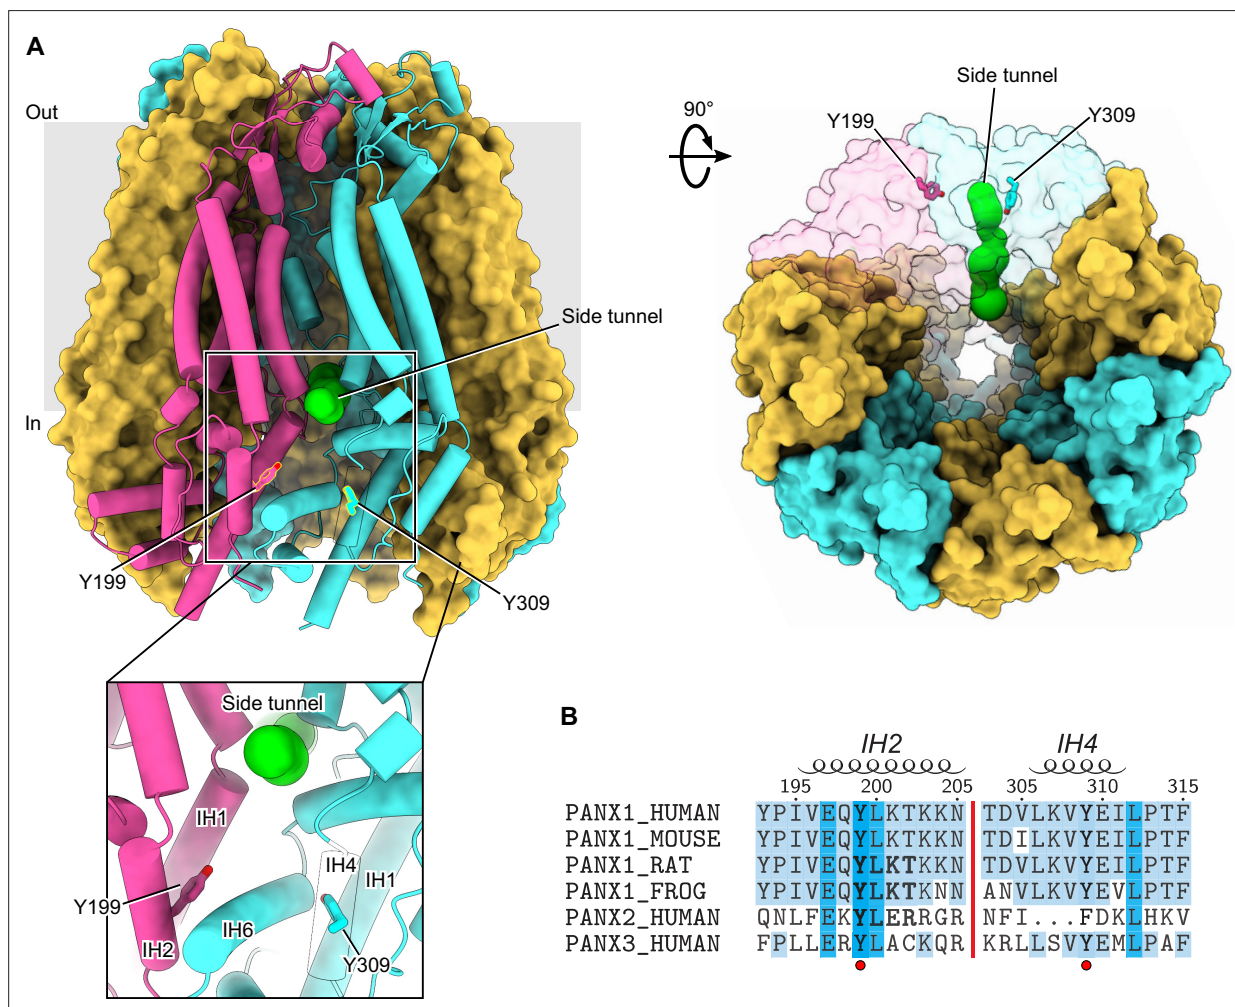 A
Out
In
Side tunnel
Y199
Y309
90°
Side tunnel
Y199
Y309
Side tunnel
IH1
IH4
IH1
Y199
IH6
IH2
Y309
B
IH2 IH4
195 200 205 305 310 315
PANX1_HUMAN YPIVEQYLKTKKN TDVLKVYEILPTF
PANX1_MOUSE YPIVEQYLKTKKN TDILKVYEILPTF
PANX1_RAT YPIVEQYLKTKKN TDVLKVYEILPTF
PANX1_FROG YPIVEQYLKTKNN ANVLKVYEVLPTF
PANX2_HUMAN QNLFEKYLERRGR NFI...FDKLHKV
PANX3_HUMAN FPLLERYLACKQR KRLLSVYEMLPAF